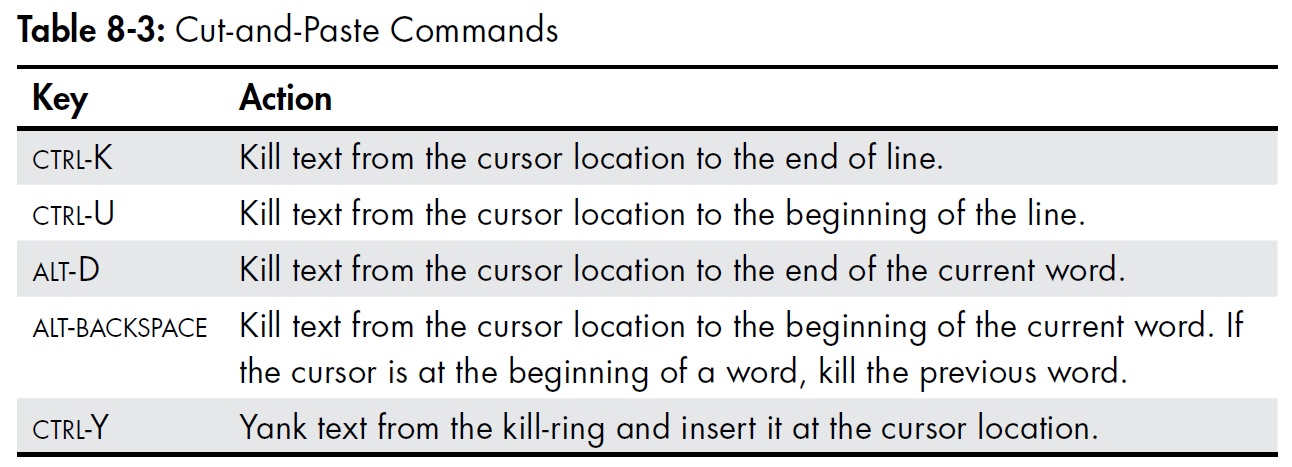 Table 8-3: Cut-and-Paste Commands
Key Action
CTRL-K Kill text from the cursor location to the end of line.
CTRL-U Kill text from the cursor location to the beginning of the line.
ALT-D Kill text from the cursor location to the end of the current word.
ALT-BACKSPACE Kill text from the cursor location to the beginning of the current word. If
the cursor is at the beginning of a word, kill the previous word.
CTRL-Y Yank text from the kill-ring and insert it at the cursor location.